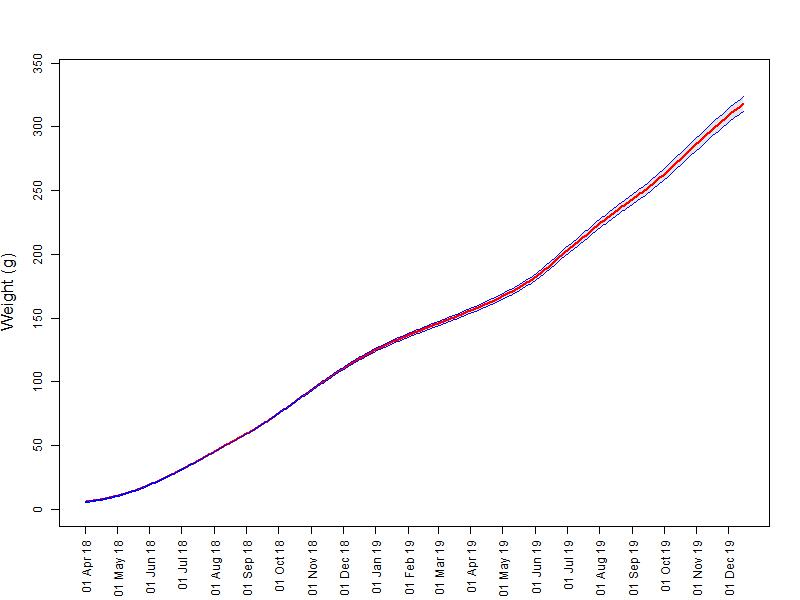 350
300
250
200
150
100
50
0
Weight (g)
01 Apr 18
01 May 18
01 Jun 18
01 Jul 18
01 Aug 18
01 Sep 18
01 Oct 18
01 Nov 18
01 Dec 18
01 Jan 19
01 Feb 19
01 Mar 19
01 Apr 19
01 May 19
01 Jun 19
01 Jul 19
01 Aug 19
01 Sep 19
01 Oct 19
01 Nov 19
01 Dec 19